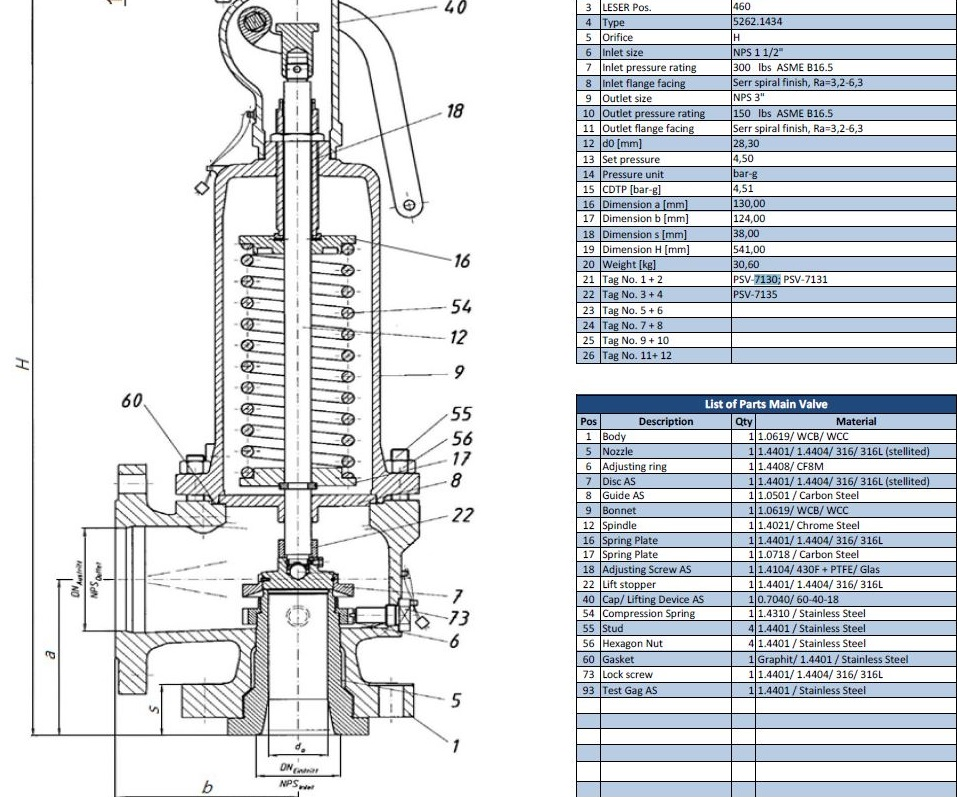 40
18
16
54
12
9
60
55
56
17
8
22
7
73
6
5
1
H
a
s
b
d₀
DN Austritt
NPS Outlet
DN Eintritt
NPS Inlet
3 LESER Pos. 460
4 Type 5262.1434
5 Orifice H
6 Inlet size NPS 1 1/2"
7 Inlet pressure rating 300 lbs ASME B16.5
8 Inlet flange facing Serr spiral finish, Ra=3,2-6,3
9 Outlet size NPS 3"
10 Outlet pressure rating 150 lbs ASME B16.5
11 Outlet flange facing Serr spiral finish, Ra=3,2-6,3
12 d0 [mm] 28,30
13 Set pressure 4,50
14 Pressure unit bar-g
15 CDTP [bar-g] 4,51
16 Dimension a [mm] 130,00
17 Dimension b [mm] 124,00
18 Dimension s [mm] 38,00
19 Dimension H [mm] 541,00
20 Weight [kg] 30,60
21 Tag No. 1 + 2 PSV-7130; PSV-7131
22 Tag No. 3 + 4 PSV-7135
23 Tag No. 5 + 6
24 Tag No. 7 + 8
25 Tag No. 9 + 10
26 Tag No. 11+ 12
List of Parts Main Valve
Pos Description Qty Material
1 Body 1 1.0619/ WCB/ WCC
5 Nozzle 1 1.4401/ 1.4404/ 316/ 316L (stellited)
6 Adjusting ring 1 1.4408/ CF8M
7 Disc AS 1 1.4401/ 1.4404/ 316/ 316L (stellited)
8 Guide AS 1 1.0501 / Carbon Steel
9 Bonnet 1 1.0619/ WCB/ WCC
12 Spindle 1 1.4021/ Chrome Steel
16 Spring Plate 1 1.4401/ 1.4404/ 316/ 316L
17 Spring Plate 1 1.0718 / Carbon Steel
18 Adjusting Screw AS 1 1.4104/ 430F + PTFE/ Glas
22 Lift stopper 1 1.4401/ 1.4404/ 316/ 316L
40 Cap/ Lifting Device AS 1 0.7040/ 60-40-18
54 Compression Spring 1 1.4310 / Stainless Steel
55 Stud 4 1.4401 / Stainless Steel
56 Hexagon Nut 4 1.4401 / Stainless Steel
60 Gasket 1 Graphit/ 1.4401 / Stainless Steel
73 Lock screw 1 1.4401/ 1.4404/ 316/ 316L
93 Test Gag AS 1 1.4401 / Stainless Steel